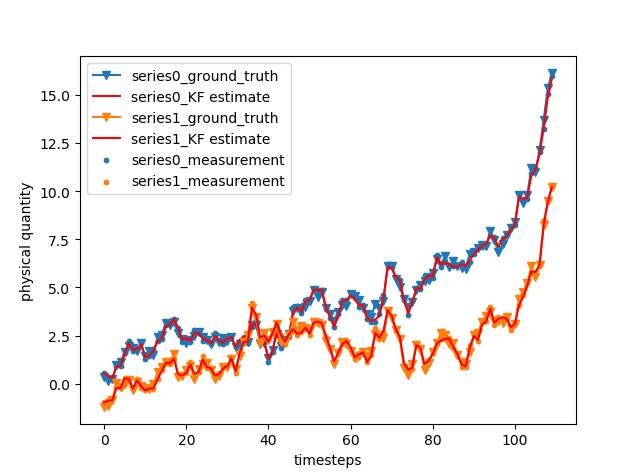 series0_ground_truth
series0_KF estimate
series1_ground_truth
series1_KF estimate
series0_measurement
series1_measurement
15.0
12.5
10.0
7.5
5.0
2.5
0.0
physical quantity
0 20 40 60 80 100
timesteps